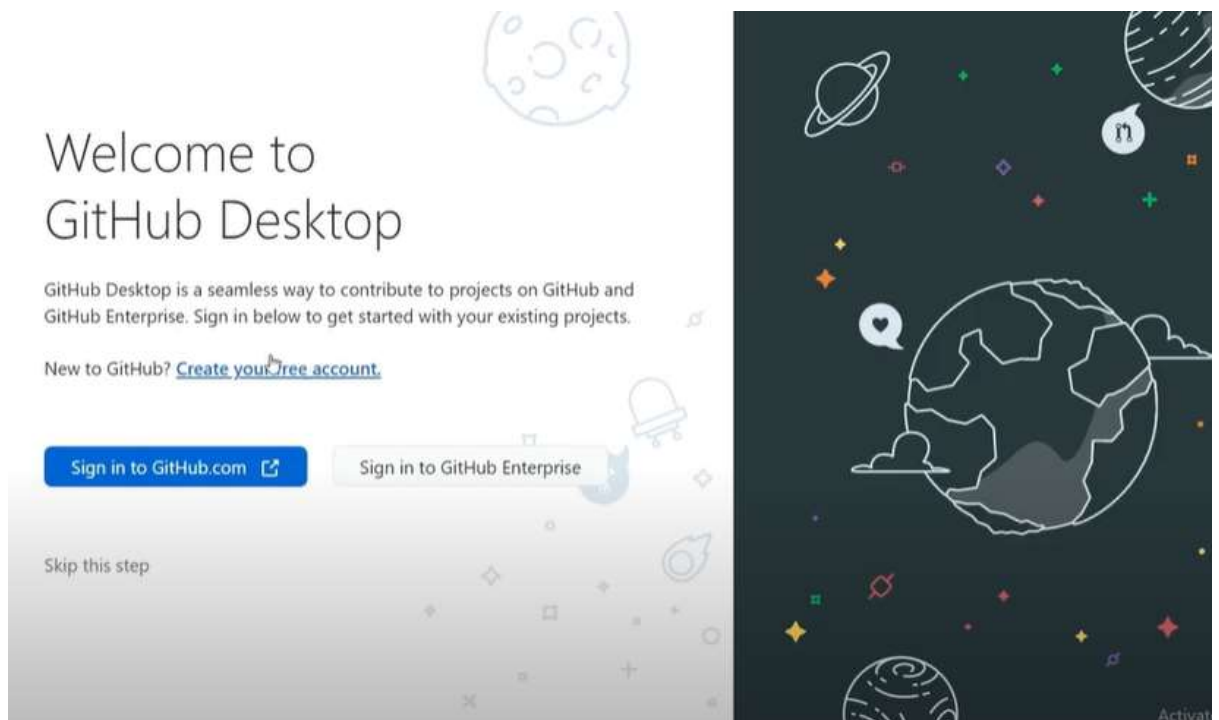 Welcome to
GitHub Desktop
GitHub Desktop is a seamless way to contribute to projects on GitHub and
GitHub Enterprise. Sign in below to get started with your existing projects.
New to GitHub? Create your free account.
Sign in to GitHub.com
Sign in to GitHub Enterprise
Skip this step
Activat